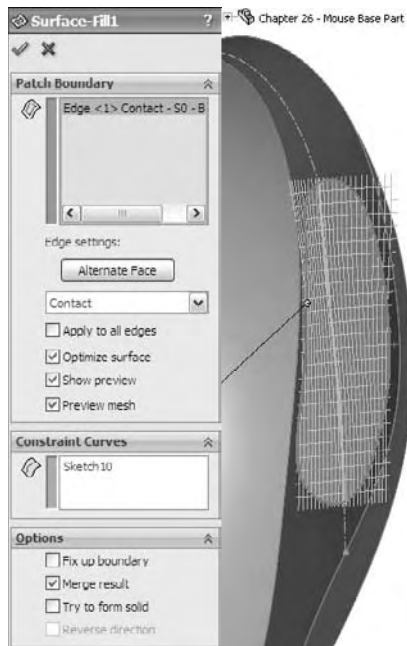 Surface-Fill1 ?
Chapter 26 - Mouse Base Part
Patch Boundary
Edge <1> Contact - S0 - B
Edge settings:
Alternate Face
Contact
Apply to all edges
Optimize surface
Show preview
Preview mesh
Constraint Curves
Sketch10
Options
Fix up boundary
Merge result
Try to form solid
Reverse direction